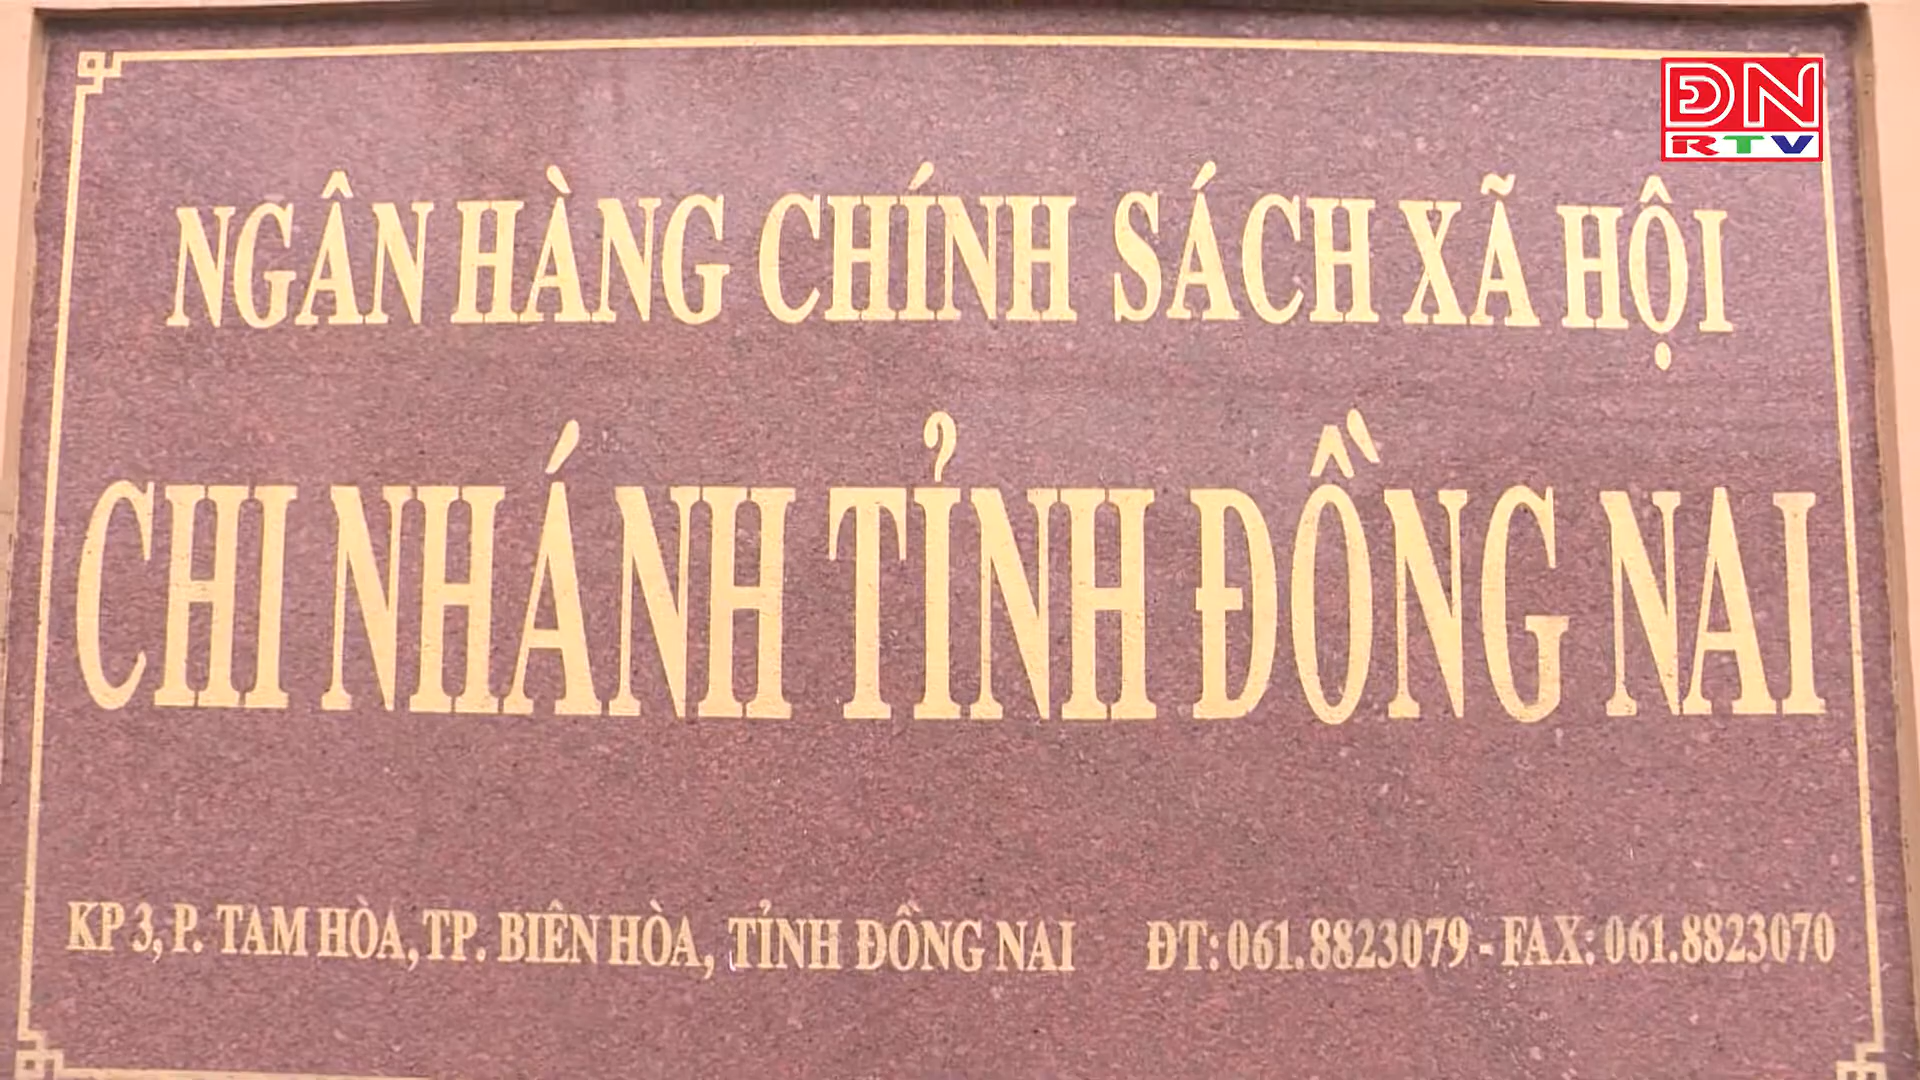 ĐN
RTV
NGÂN HÀNG CHÍNH SÁCH XÃ HỘI
CHI NHÁNH TỈNH ĐỒNG NAI
KP 3, P. TAM HÒA, TP. BIÊN HÒA, TỈNH ĐỒNG NAI ĐT: 061.8823079 - FAX: 061.8823070